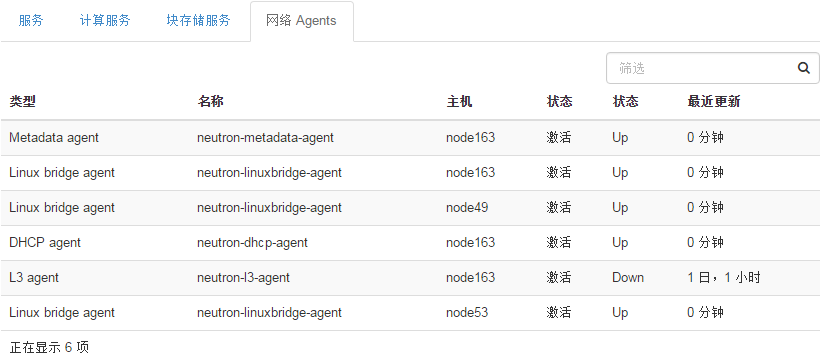 服务 计算服务 块存储服务 网络 Agents
筛选
类型 名称 主机 状态 状态 最近更新
Metadata agent neutron-metadata-agent node163 激活 Up 0 分钟
Linux bridge agent neutron-linuxbridge-agent node163 激活 Up 0 分钟
Linux bridge agent neutron-linuxbridge-agent node49 激活 Up 0 分钟
DHCP agent neutron-dhcp-agent node163 激活 Up 0 分钟
L3 agent neutron-l3-agent node163 激活 Down 1 日，1 小时
Linux bridge agent neutron-linuxbridge-agent node53 激活 Up 0 分钟
正在显示 6 项